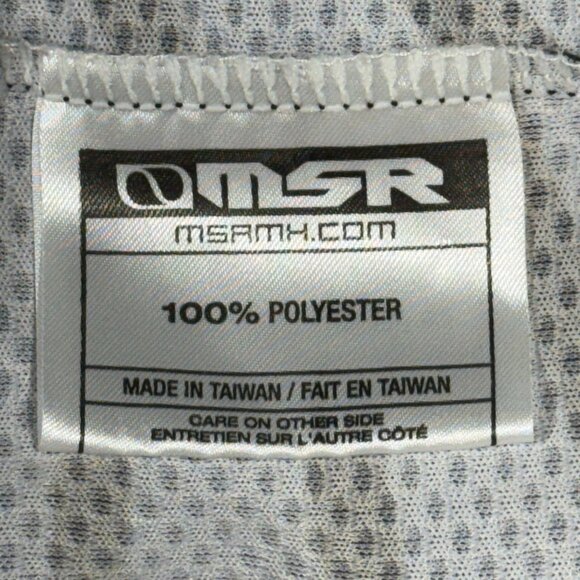 MSR
MSRMX.COM
100% POLYESTER
MADE IN TAIWAN / FAIT EN TAIWAN
CARE ON OTHER SIDE
ENTRETIEN SUR L'AUTRE CÔTÉ